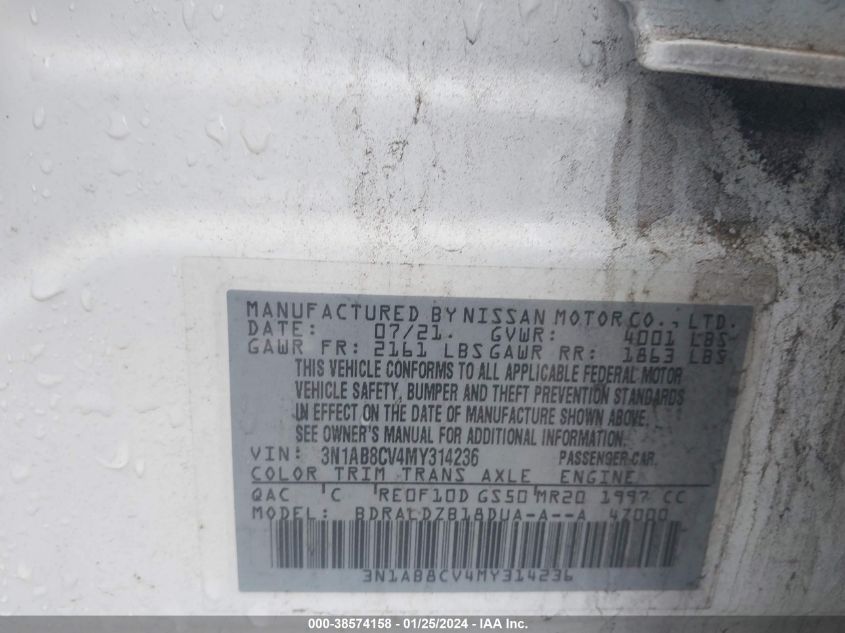 MANUFACTURED BY NISSAN MOTOR CO., LTD.
DATE: 07/21. GVWR: 4001 LBS
GAWR FR: 2161 LBS GAWR RR: 1863 LBS
THIS VEHICLE CONFORMS TO ALL APPLICABLE FEDERAL MOTOR
VEHICLE SAFETY, BUMPER AND THEFT PREVENTION STANDARDS
IN EFFECT ON THE DATE OF MANUFACTURE SHOWN ABOVE.
SEE OWNER'S MANUAL FOR ADDITIONAL INFORMATION.
VIN: 3N1AB8CV4MY314236 PASSENGER CAR
COLOR TRIM TRANS AXLE ENGINE
QAC C RE0F10D GS50 MR20 1997 CC
MODEL: BDRALDZB18DUA-A--A 47000
3N1AB8CV4MY314236
000-38574158 - 01/25/2024 - IAA Inc.